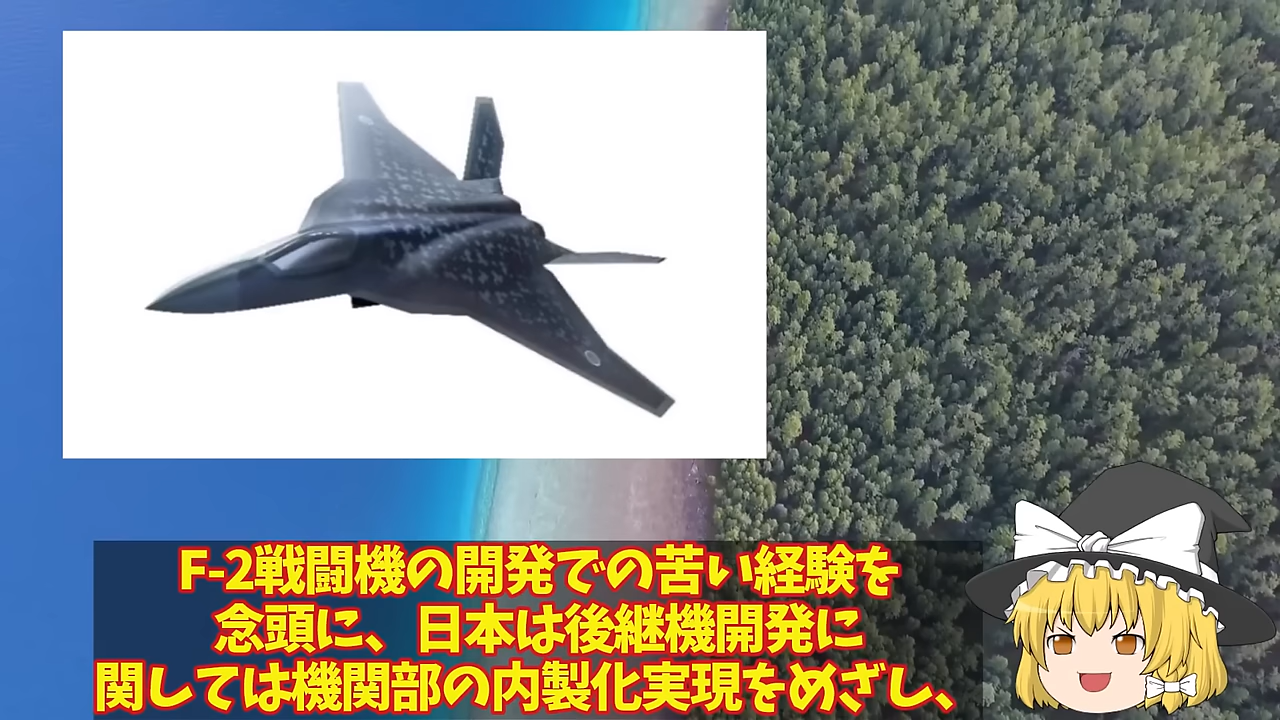 F-2戦闘機の開発での苦い経験を
念頭に、日本は後継機開発に
関しては機関部の内製化実現をめざし、